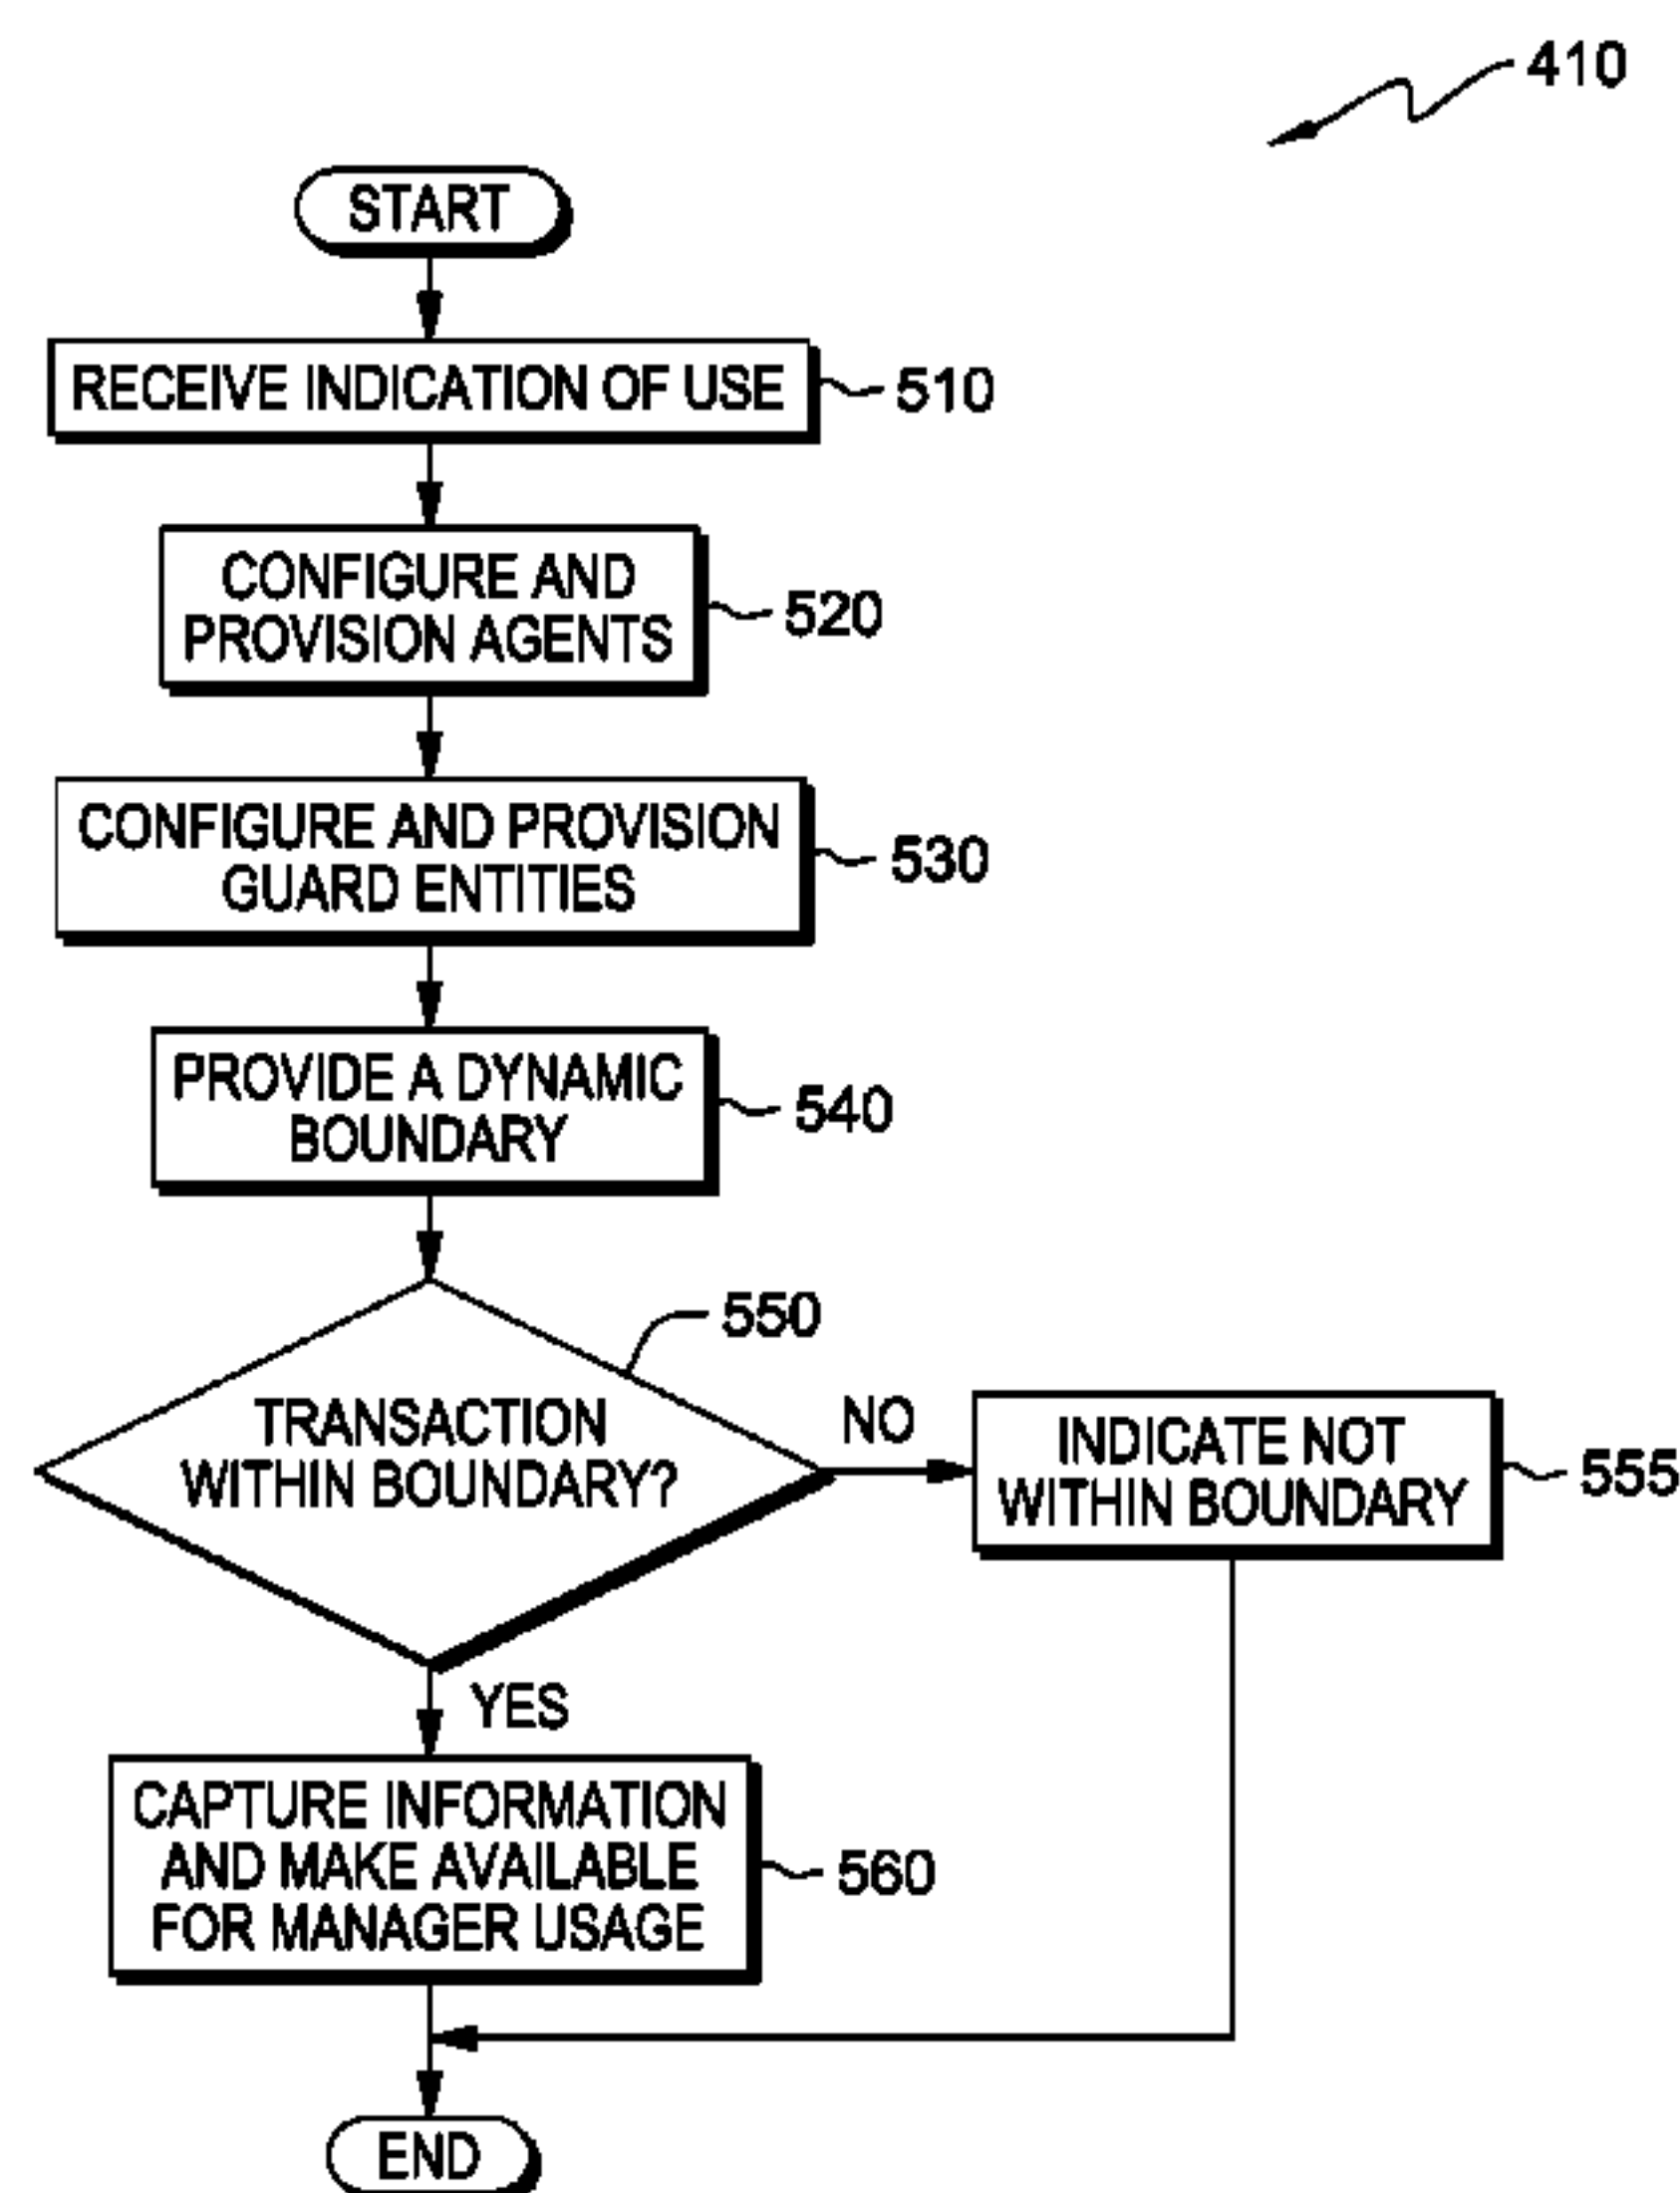 410
START
RECEIVE INDICATION OF USE
510
CONFIGURE AND
PROVISION AGENTS
520
CONFIGURE AND PROVISION
GUARD ENTITIES
530
PROVIDE A DYNAMIC
BOUNDARY
540
550
TRANSACTION
WITHIN BOUNDARY?
NO
INDICATE NOT
WITHIN BOUNDARY
555
YES
CAPTURE INFORMATION
AND MAKE AVAILABLE
FOR MANAGER USAGE
560
END